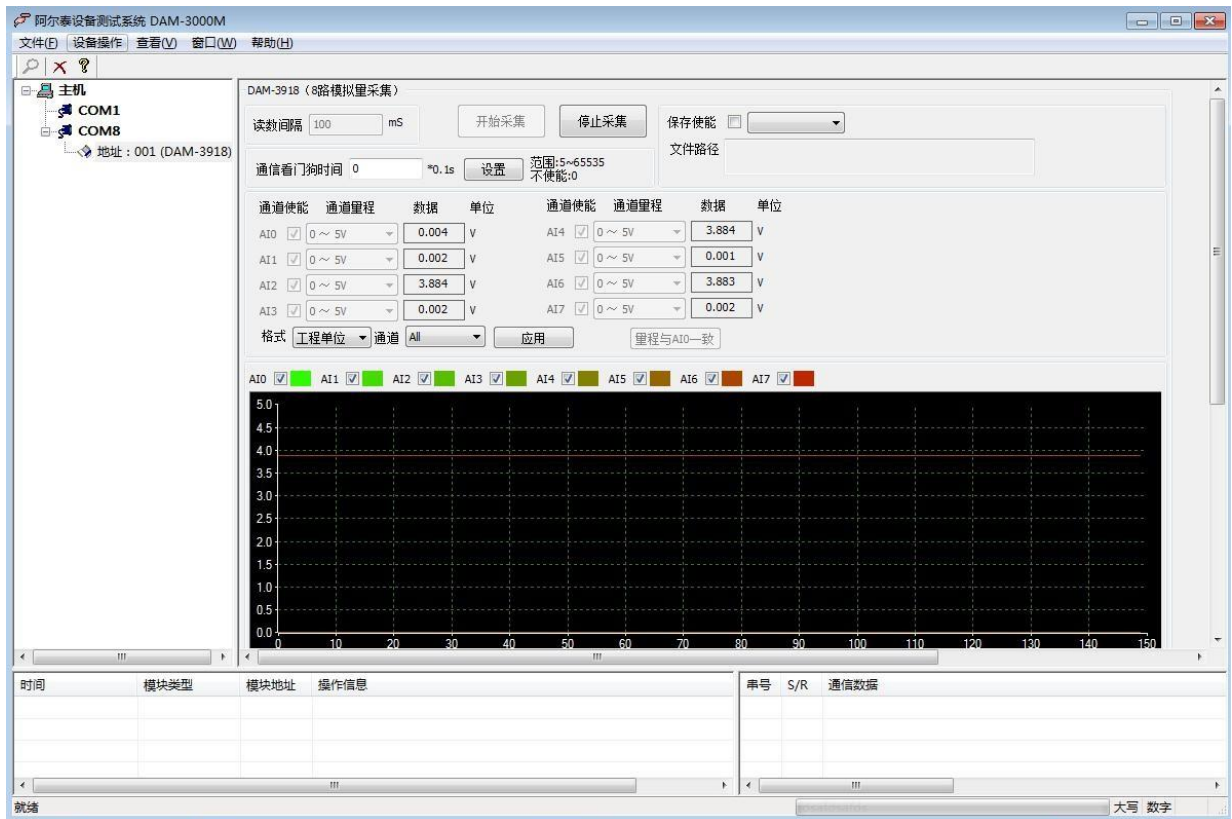 阿尔泰设备测试系统 DAM-3000M
文件(F) 设备操作 查看(V) 窗口(W) 帮助(H)
主机
COM1
COM8
地址：001 (DAM-3918)
DAM-3918（8路模拟量采集）
读数间隔 100 mS 开始采集 停止采集 保存使能
文件路径
通信看门狗时间 0 *0.1s 设置 范围:5~65535
不使能:0
通道使能 通道量程 数据 单位 通道使能 通道量程 数据 单位
AI0 0～ 5V 0.004 V AI4 0～ 5V 3.884 V
AI1 0～ 5V 0.002 V AI5 0～ 5V 0.001 V
AI2 0～ 5V 3.884 V AI6 0～ 5V 3.883 V
AI3 0～ 5V 0.002 V AI7 0～ 5V 0.002 V
格式 工程单位 通道 All 应用 量程与AI0一致
AI0 AI1 AI2 AI3 AI4 AI5 AI6 AI7
5.0
4.5
4.0
3.5
3.0
2.5
2.0
1.5
1.0
0.5
0.0
0 10 20 30 40 50 60 70 80 90 100 110 120 130 140 150
时间 模块类型 模块地址 操作信息 串号 S/R 通信数据
就绪 大写 数字